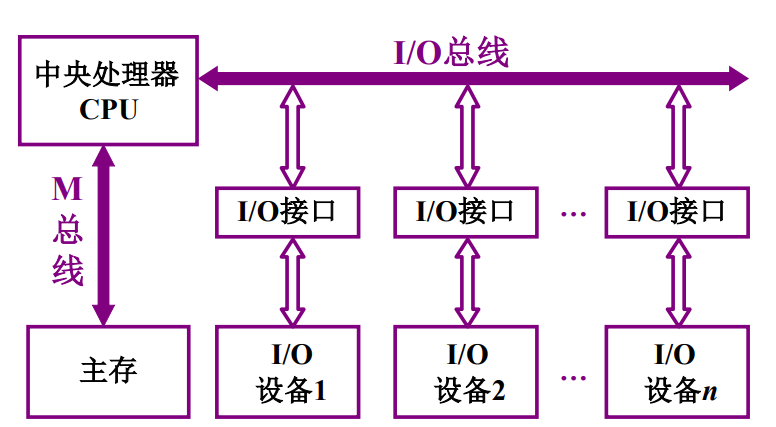 中央处理器
CPU
I/O总线
M
总
线
I/O接口
I/O接口
...
I/O接口
主存
I/O
设备1
I/O
设备2
...
I/O
设备n